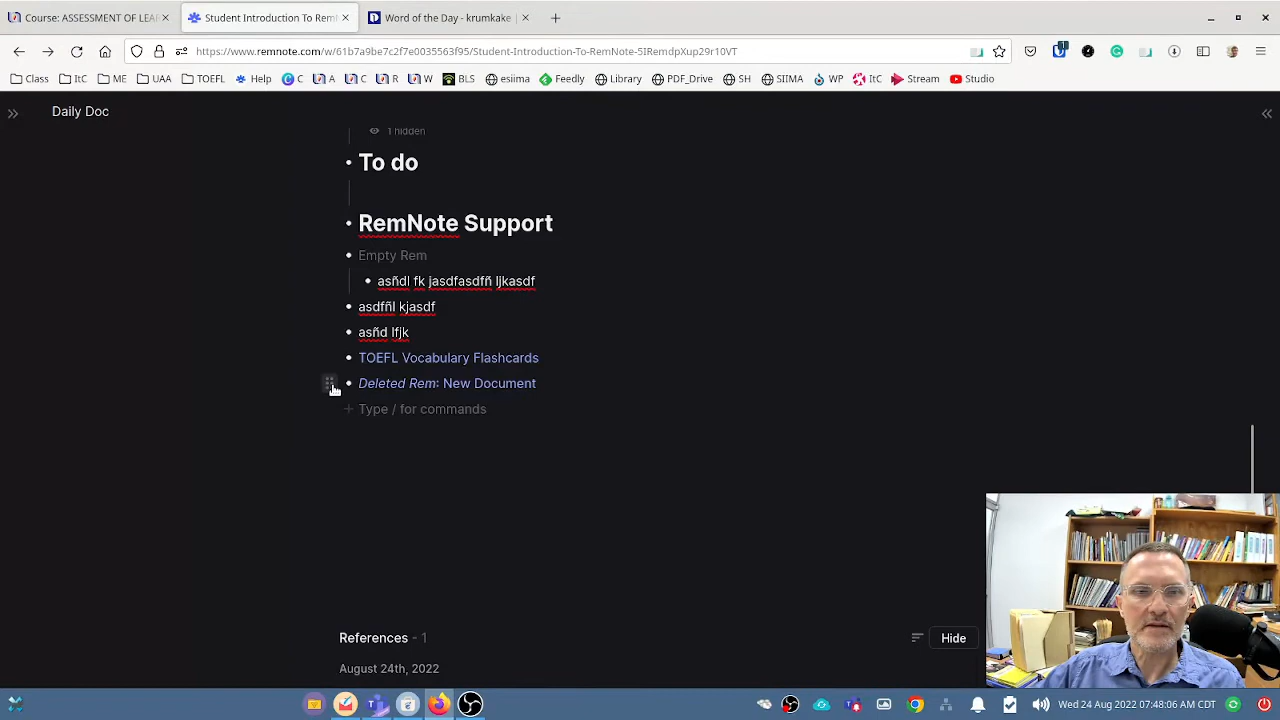 Course: ASSESSMENT OF LEA
Student Introduction To Rem
Word of the Day - krumkake
https://www.remnote.com/w/61b7a9be7c2f7e0035563f95/Student-Introduction-To-RemNote-5IRemdpXup29r10VT
Class ItC ME UAA TOEFL Help C A C R W BLS esiima Feedly Library PDF_Drive SH SIIMA WP ItC Stream Studio
Daily Doc
1 hidden
To do
RemNote Support
Empty Rem
asñdl fk jasdfasdfñ ljkasdf
asdfñl kjasdf
asñd lfjk
TOEFL Vocabulary Flashcards
Deleted Rem: New Document
+ Type / for commands
References - 1
Hide
August 24th, 2022
Wed 24 Aug 2022 07:48:06 AM CDT